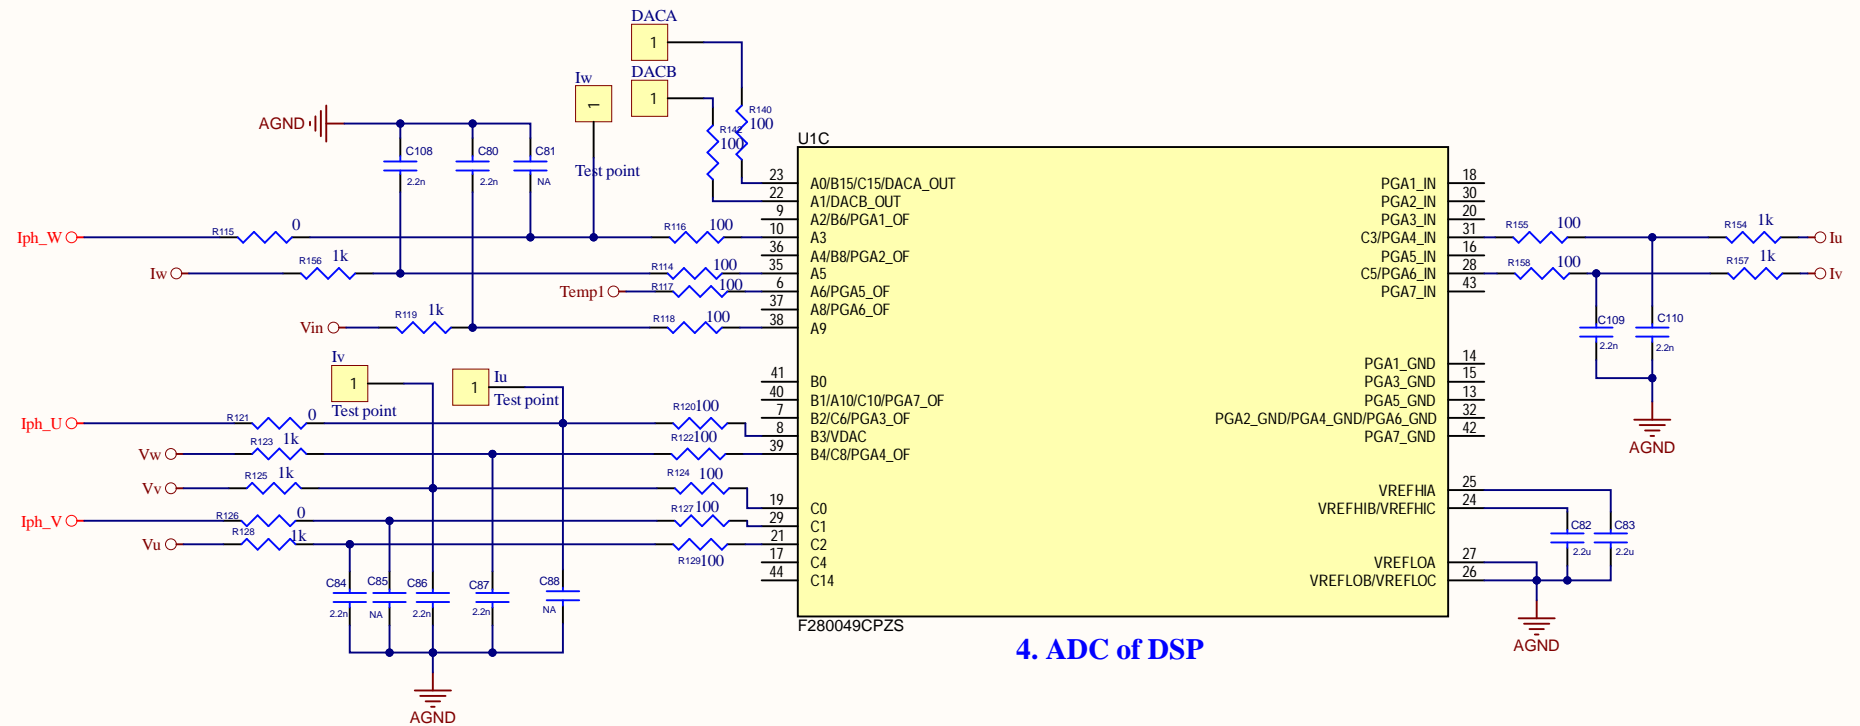 DACA
1
DACB
1
Iw
1
Test point
R140
100
R142
100
AGND
C108
2.2n
C80
2.2n
C81
NA
U1C
Iph_W
R115
0
R116
100
Iw
R156
1k
R114
100
Temp1
R117
100
Vin
R119
1k
R118
100
23
A0/B15/C15/DACA_OUT
22
A1/DACB_OUT
9
A2/B6/PGA1_OF
10
A3
36
A4/B8/PGA2_OF
35
A5
6
A6/PGA5_OF
37
A8/PGA6_OF
38
A9
41
B0
40
B1/A10/C10/PGA7_OF
7
B2/C6/PGA3_OF
8
B3/VDAC
39
B4/C8/PGA4_OF
19
C0
29
C1
21
C2
17
C4
44
C14
PGA1_IN
18
PGA2_IN
30
PGA3_IN
20
C3/PGA4_IN
31
PGA5_IN
16
C5/PGA6_IN
28
PGA7_IN
43
PGA1_GND
14
PGA3_GND
15
PGA5_GND
13
PGA2_GND/PGA4_GND/PGA6_GND
32
PGA7_GND
42
VREFHIA
25
VREFHIB/VREFHIC
24
VREFLOA
27
VREFLOB/VREFLOC
26
R155
100
R154
1k
Iu
R158
100
R157
1k
Iv
C109
2.2n
C110
2.2n
AGND
C82
2.2u
C83
2.2u
AGND
Iv
1
Test point
Iu
1
Test point
Iph_U
R121
0
R120
100
Vw
R123
1k
R122
100
Vv
R125
1k
R124
100
Iph_V
R126
0
R127
100
Vu
R128
1k
R129
100
C84
2.2n
C85
NA
C86
2.2n
C87
2.2n
C88
NA
AGND
F280049CPZS
4. ADC of DSP